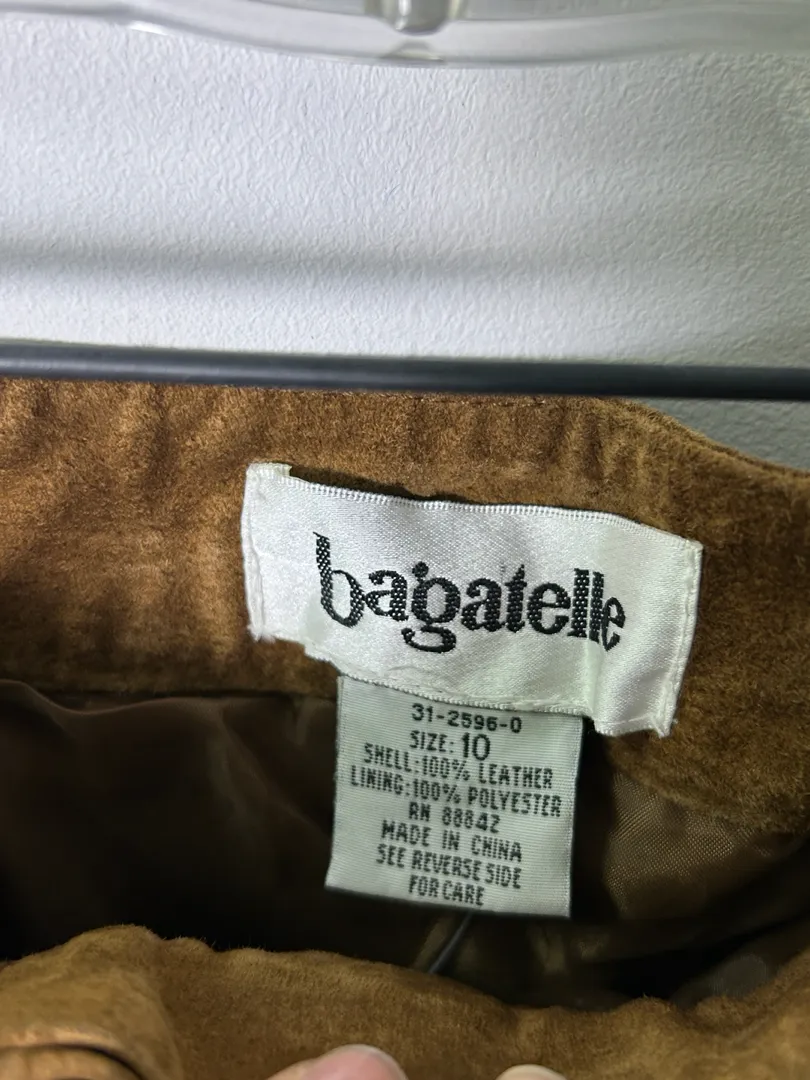 bagatelle
31-2596-0
SIZE: 10
SHELL:100% LEATHER
LINING:100% POLYESTER
RN 88842
MADE IN CHINA
SEE REVERSE SIDE
FOR CARE